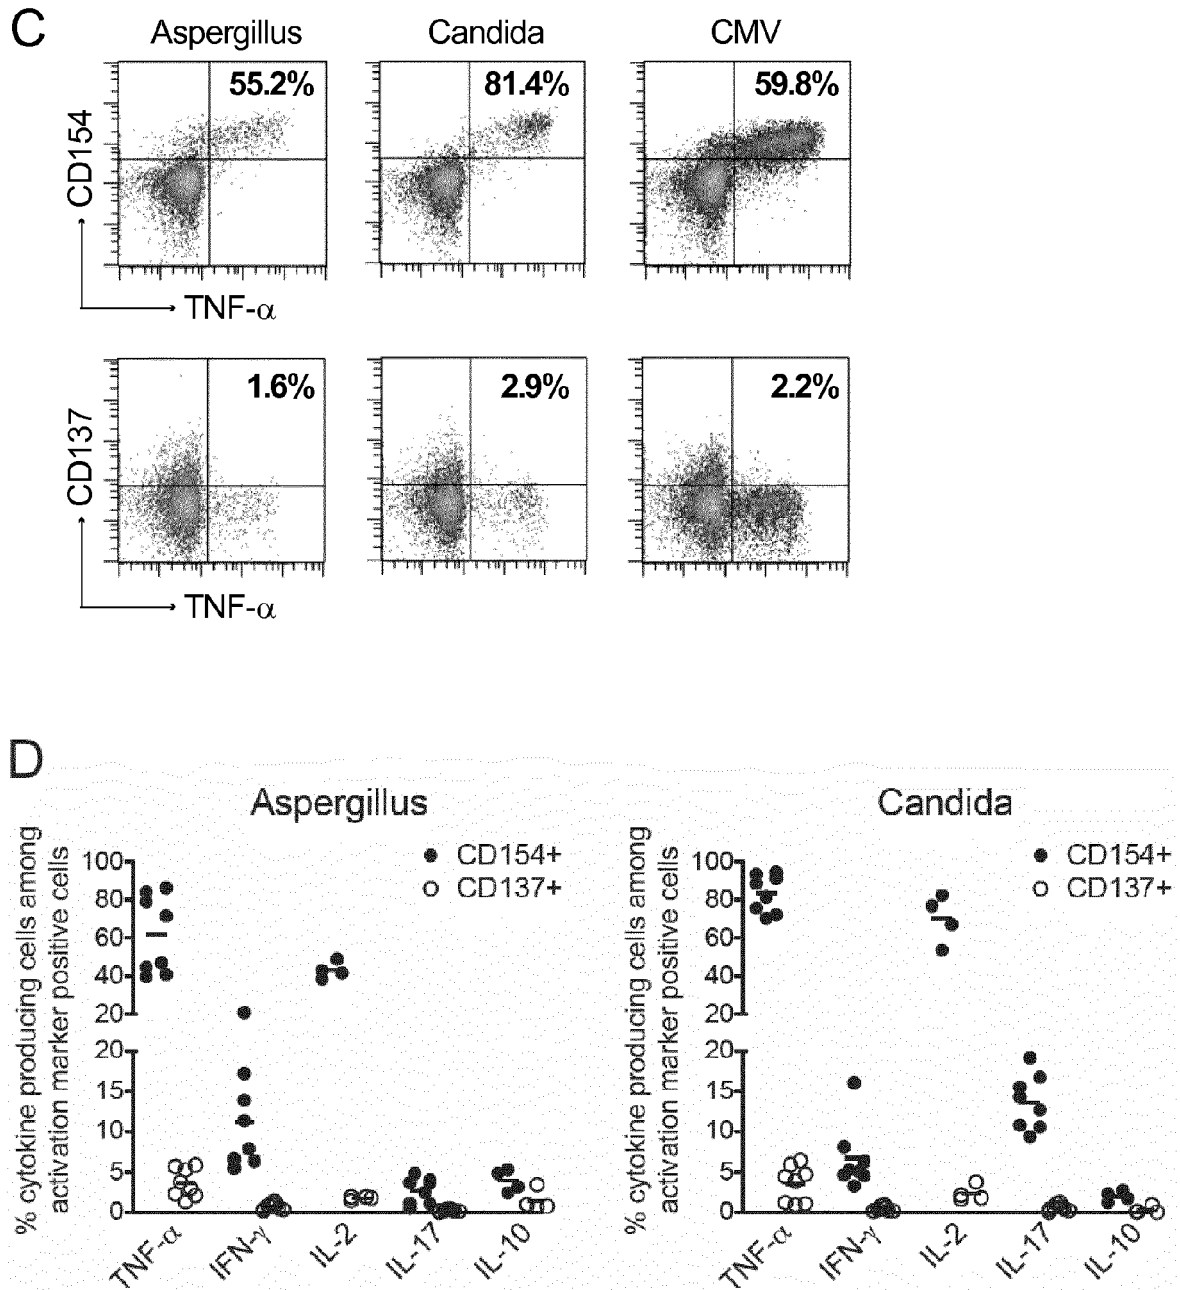 C
Aspergillus Candida CMV
55.2% 81.4% 59.8%
CD154
TNF-α
1.6% 2.9% 2.2%
CD137
TNF-α
D
Aspergillus
% cytokine producing cells among
activation marker positive cells
CD154+
CD137+
100
80
60
40
20
20
15
10
5
0
TNF-α IFN-γ IL-2 IL-17 IL-10
Candida
% cytokine producing cells among
activation marker positive cells
CD154+
CD137+
100
80
60
40
20
20
15
10
5
0
TNF-α IFN-γ IL-2 IL-17 IL-10